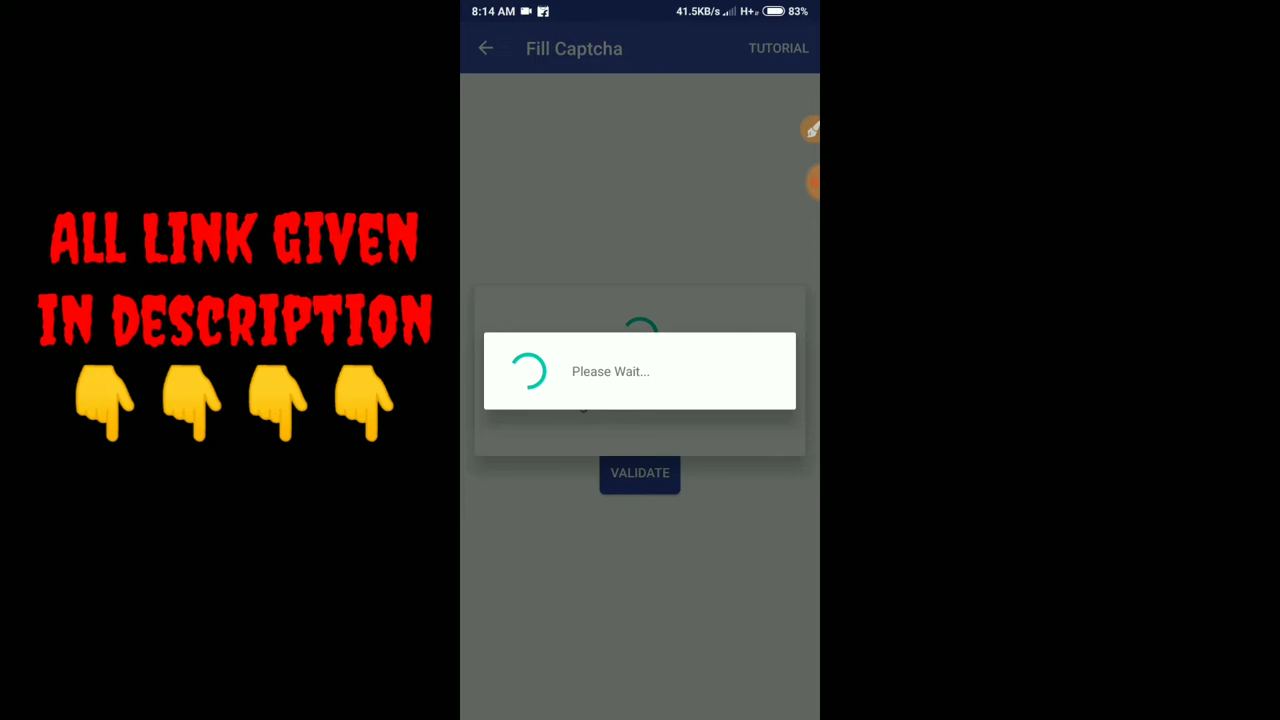 8:14 AM
41.5KB/s
H+
83%
Fill Captcha
TUTORIAL
ALL LINK GIVEN
IN DESCRIPTION
Please Wait...
VALIDATE